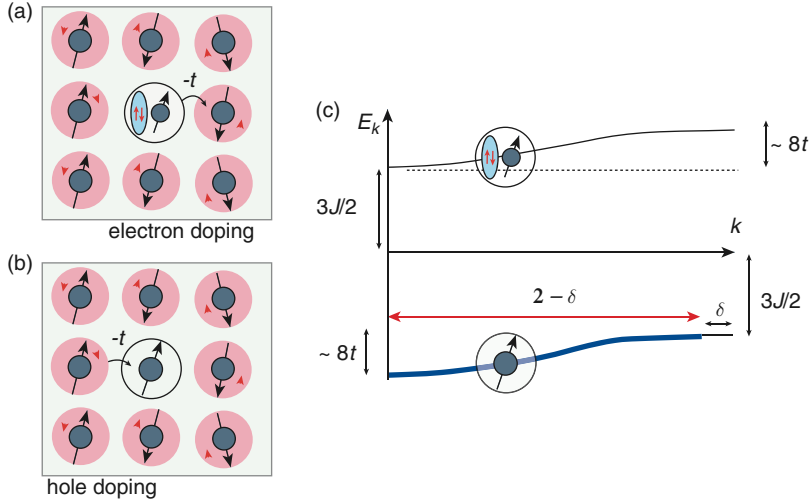 (a)
-t
electron doping
(b)
-t
hole doping
(c)
E_k
~ 8t
3J/2
k
2 – δ
δ
3J/2
~ 8t